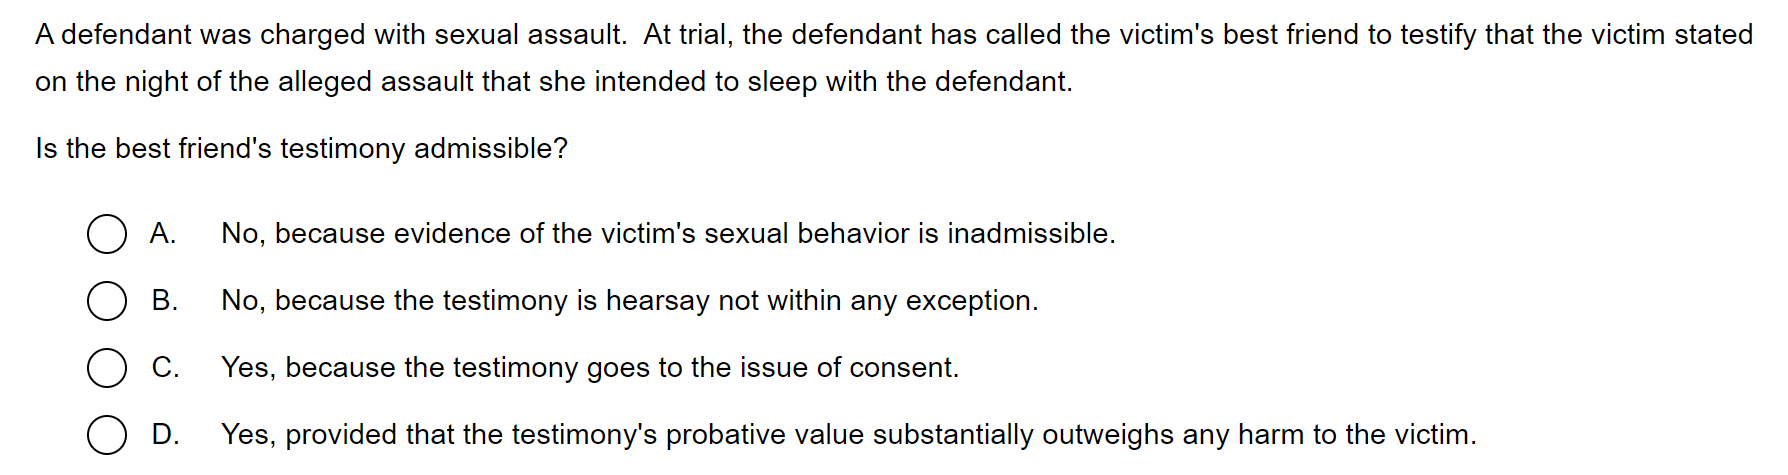 A defendant was charged with sexual assault.  At trial, the defendant has called the victim's best friend to testify that the victim stated
on the night of the alleged assault that she intended to sleep with the defendant.
Is the best friend's testimony admissible?
A. No, because evidence of the victim's sexual behavior is inadmissible.
B. No, because the testimony is hearsay not within any exception.
C. Yes, because the testimony goes to the issue of consent.
D. Yes, provided that the testimony's probative value substantially outweighs any harm to the victim.